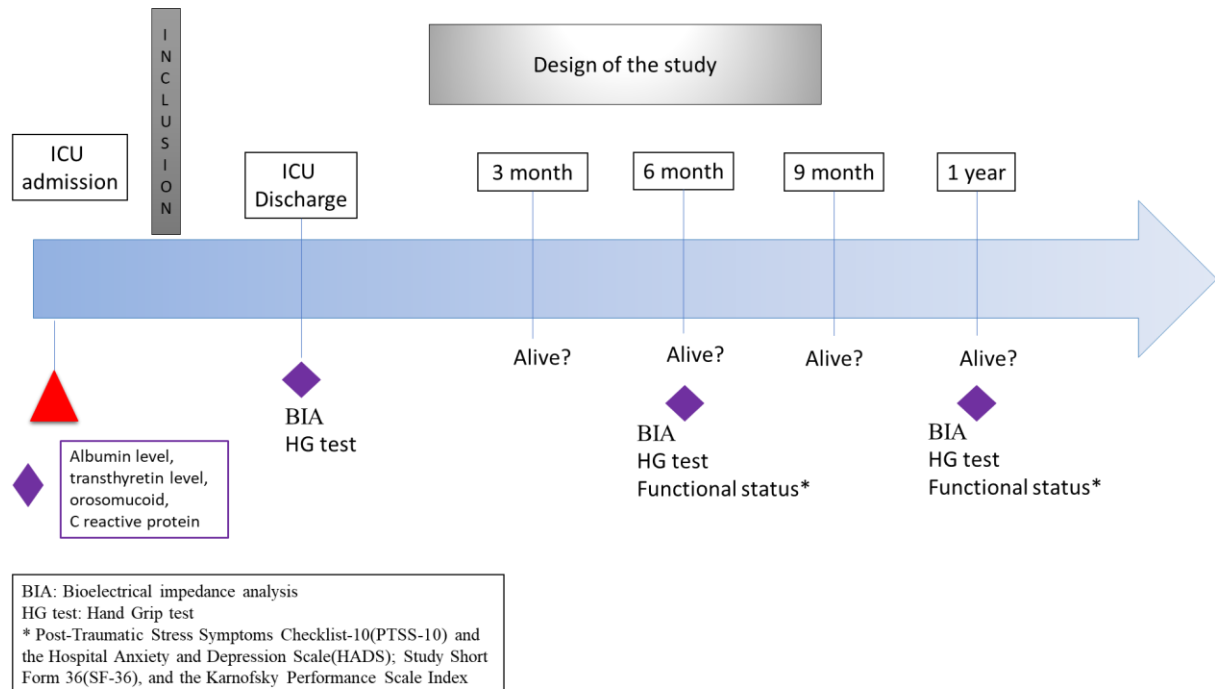 INCLUSION
Design of the study
ICU
admission
ICU
Discharge
3 month
6 month
9 month
1 year
Alive?
Alive?
Alive?
Alive?
BIA
HG test
BIA
HG test
Functional status*
BIA
HG test
Functional status*
Albumin level,
transthyretin level,
orosomucoid,
C reactive protein
BIA: Bioelectrical impedance analysis
HG test: Hand Grip test
* Post-Traumatic Stress Symptoms Checklist-10(PTSS-10) and
the Hospital Anxiety and Depression Scale(HADS); Study Short
Form 36(SF-36), and the Karnofsky Performance Scale Index